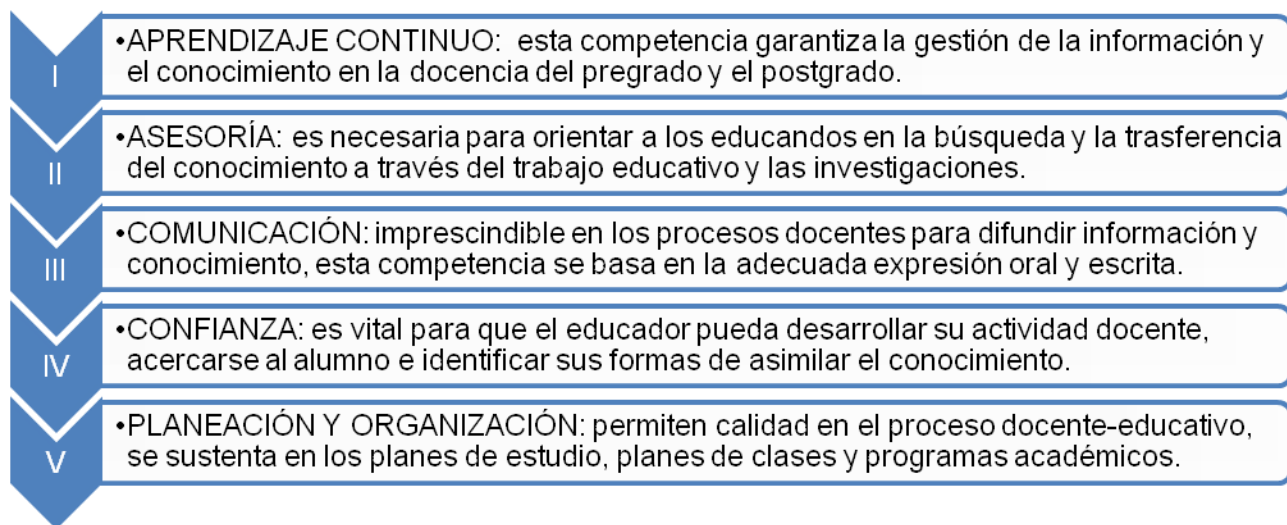 I
•APRENDIZAJE CONTINUO: esta competencia garantiza la gestión de la información y
el conocimiento en la docencia del pregrado y el postgrado.
II
•ASESORÍA: es necesaria para orientar a los educandos en la búsqueda y la trasferencia
del conocimiento a través del trabajo educativo y las investigaciones.
III
•COMUNICACIÓN: imprescindible en los procesos docentes para difundir información y
conocimiento, esta competencia se basa en la adecuada expresión oral y escrita.
IV
•CONFIANZA: es vital para que el educador pueda desarrollar su actividad docente,
acercarse al alumno e identificar sus formas de asimilar el conocimiento.
V
•PLANEACIÓN Y ORGANIZACIÓN: permiten calidad en el proceso docente-educativo,
se sustenta en los planes de estudio, planes de clases y programas académicos.